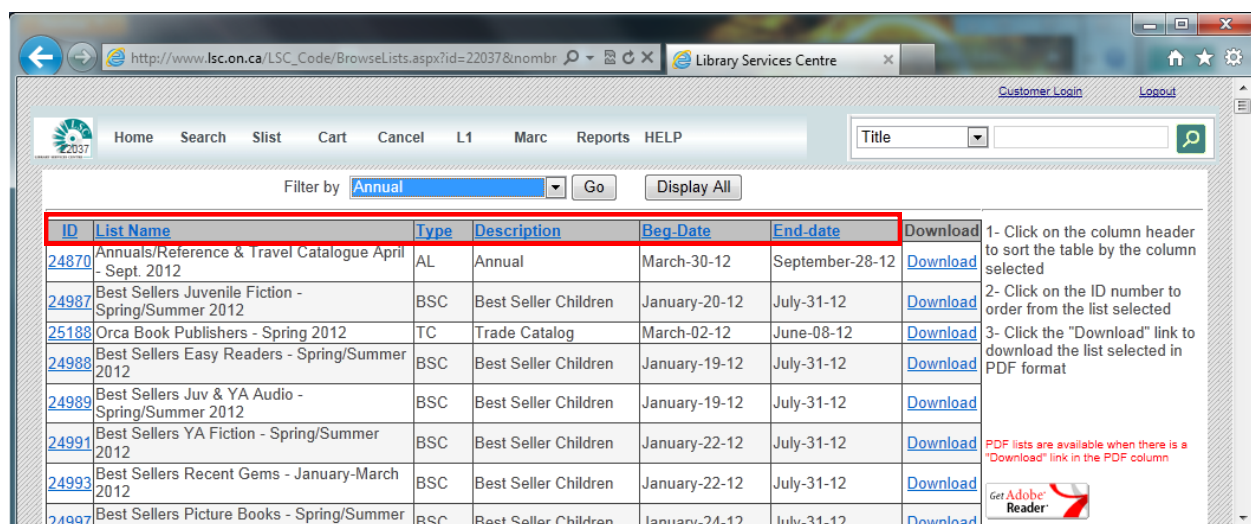 http://www.lsc.on.ca/LSC_Code/BrowseLists.aspx?id=22037&nombr
Library Services Centre
Customer Login Logout
22037
Home Search Slist Cart Cancel L1 Marc Reports HELP Title
Filter by Annual Go Display All
ID List Name Type Description Beg-Date End-date Download
24870 Annuals/Reference & Travel Catalogue April
- Sept. 2012 AL Annual March-30-12 September-28-12 Download
24987 Best Sellers Juvenile Fiction -
Spring/Summer 2012 BSC Best Seller Children January-20-12 July-31-12 Download
25188 Orca Book Publishers - Spring 2012 TC Trade Catalog March-02-12 June-08-12 Download
24988 Best Sellers Easy Readers - Spring/Summer
2012 BSC Best Seller Children January-19-12 July-31-12 Download
24989 Best Sellers Juv & YA Audio -
Spring/Summer 2012 BSC Best Seller Children January-19-12 July-31-12 Download
24991 Best Sellers YA Fiction - Spring/Summer
2012 BSC Best Seller Children January-22-12 July-31-12 Download
24993 Best Sellers Recent Gems - January-March
2012 BSC Best Seller Children January-22-12 July-31-12 Download
24997 Best Sellers Picture Books - Spring/Summer BSC Best Seller Children January-24-12 July-31-12 Download
1- Click on the column header
to sort the table by the column
selected
2- Click on the ID number to
order from the list selected
3- Click the "Download" link to
download the list selected in
PDF format
PDF lists are available when there is a
"Download" link in the PDF column
Get Adobe
Reader